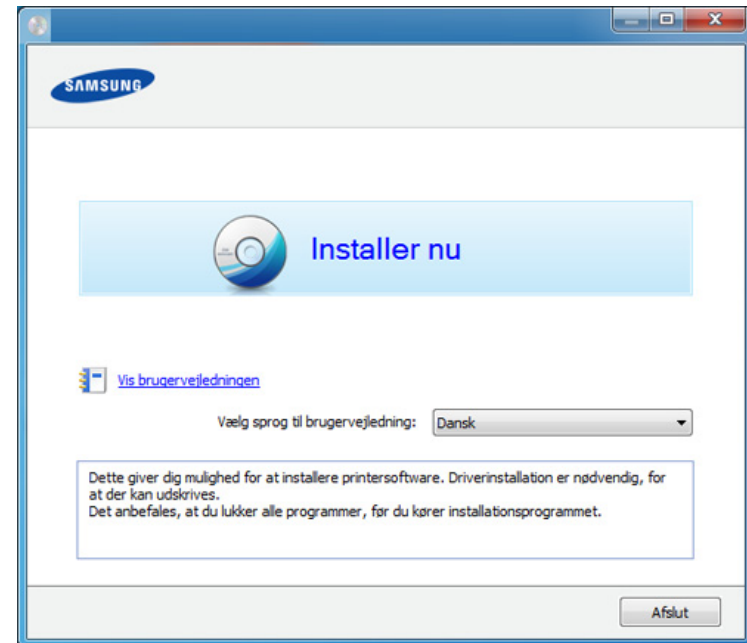 SAMSUNG
Installer nu
Vis brugervejledningen
Vælg sprog til brugervejledning:
Dansk
Dette giver dig mulighed for at installere printersoftware. Driverinstallation er nødvendig, for
at der kan udskrives.
Det anbefales, at du lukker alle programmer, før du kører installationsprogrammet.
Afslut